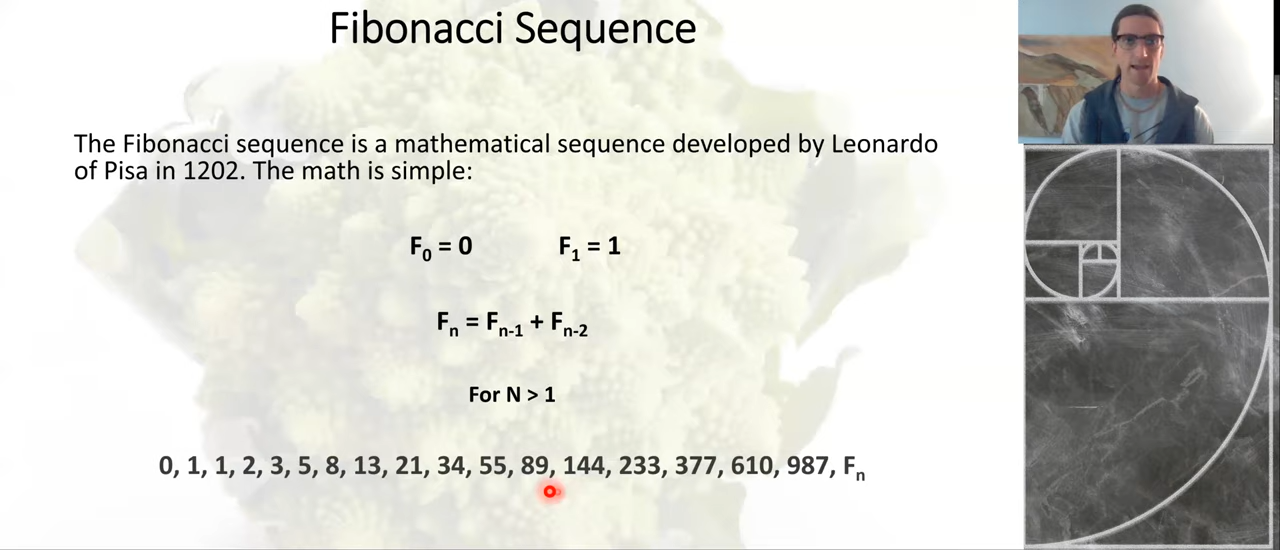 Fibonacci Sequence
The Fibonacci sequence is a mathematical sequence developed by Leonardo
of Pisa in 1202. The math is simple:
F₀ = 0 F₁ = 1
Fₙ = Fₙ₋₁ + Fₙ₋₂
For N > 1
0, 1, 1, 2, 3, 5, 8, 13, 21, 34, 55, 89, 144, 233, 377, 610, 987, Fₙ